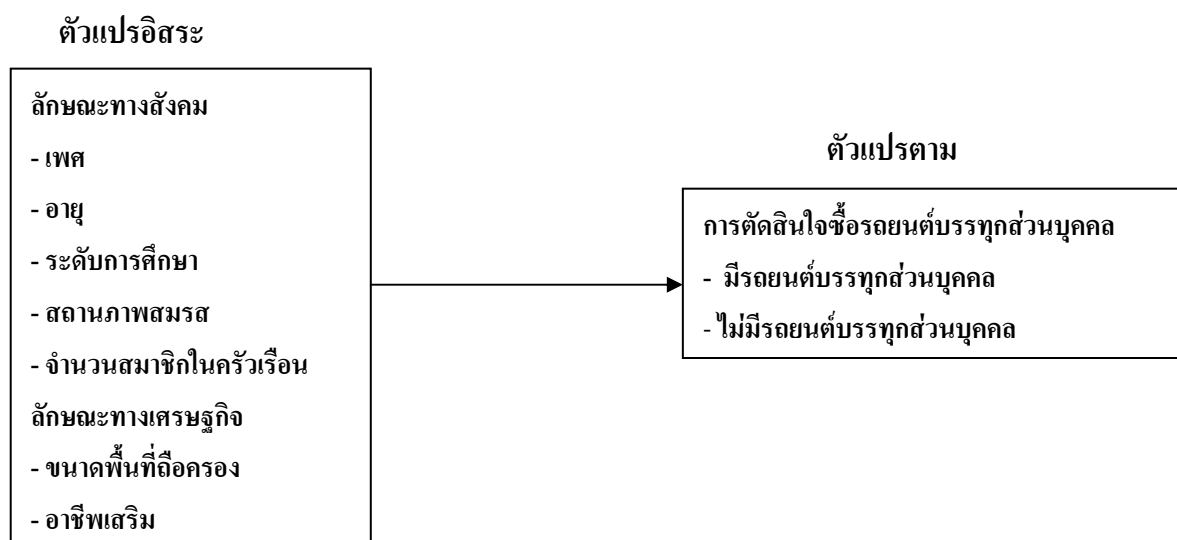 ตัวแปรอิสระ
ลักษณะทางสังคม
- เพศ
- อายุ
- ระดับการศึกษา
- สถานภาพสมรส
- จำนวนสมาชิกในครัวเรือน
ลักษณะทางเศรษฐกิจ
- ขนาดพื้นที่ถือครอง
- อาชีพเสริม
ตัวแปรตาม
การตัดสินใจซื้อรถยนต์บรรทุกส่วนบุคคล
- มีรถยนต์บรรทุกส่วนบุคคล
- ไม่มีรถยนต์บรรทุกส่วนบุคคล